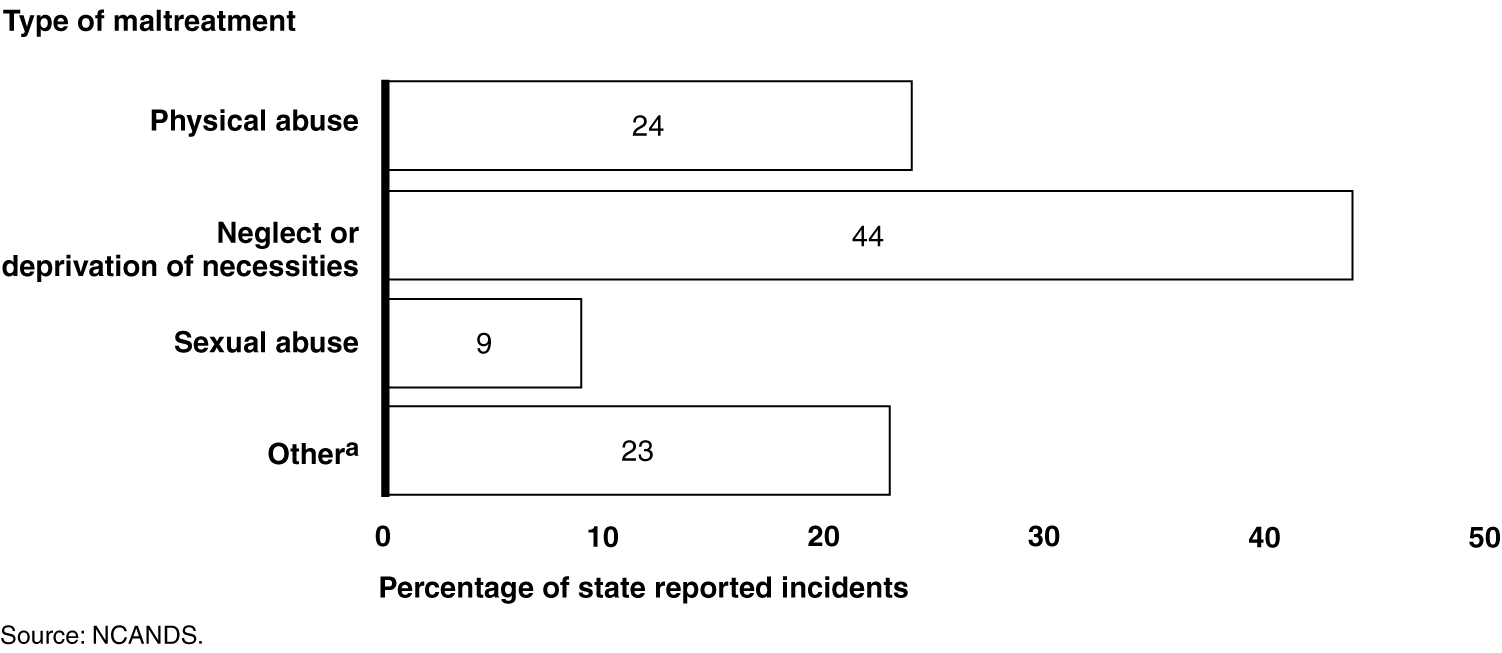 Type of maltreatment
Physical abuse
24
Neglect or
deprivation of necessities
44
Sexual abuse
9
Otherᵃ
23
0 10 20 30 40 50
Percentage of state reported incidents
Source: NCANDS.